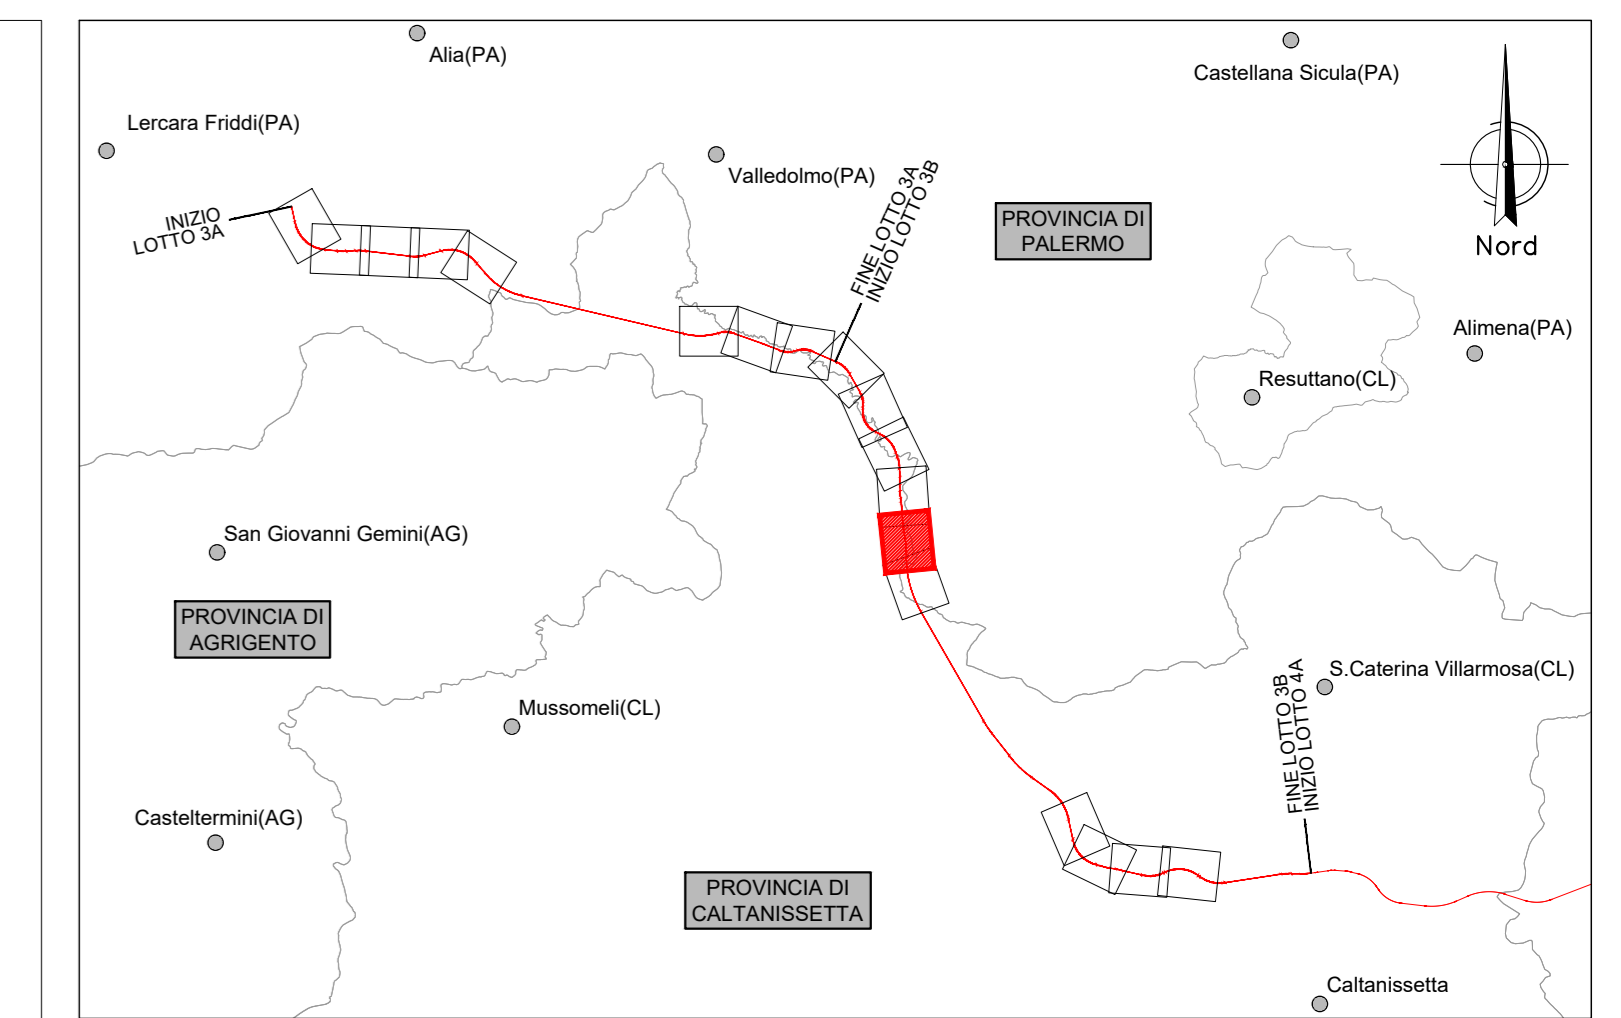 Alia(PA)
Castellana Sicula(PA)
Lercara Friddi(PA)
Valledolmo(PA)
INIZIO
LOTTO 3A
FINE LOTTO 3A
INIZIO LOTTO 3B
PROVINCIA DI
PALERMO
Nord
Alimena(PA)
Resuttano(CL)
San Giovanni Gemini(AG)
PROVINCIA DI
AGRIGENTO
S.Caterina Villarmosa(CL)
Mussomeli(CL)
FINE LOTTO 3B
INIZIO LOTTO 4A
Casteltermini(AG)
PROVINCIA DI
CALTANISSETTA
Caltanissetta